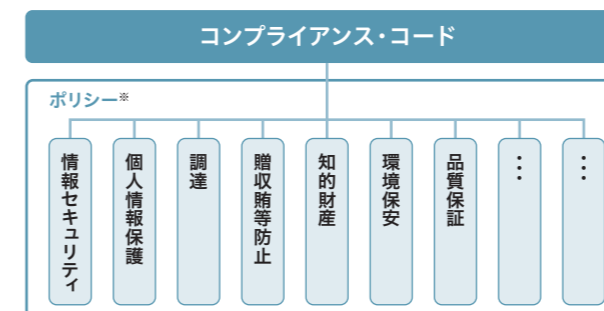 コンプライアンス・コード
ポリシー※
情報セキュリティ
個人情報保護
調達
贈収賄等防止
知的財産
環境保安
品質保証
…
…